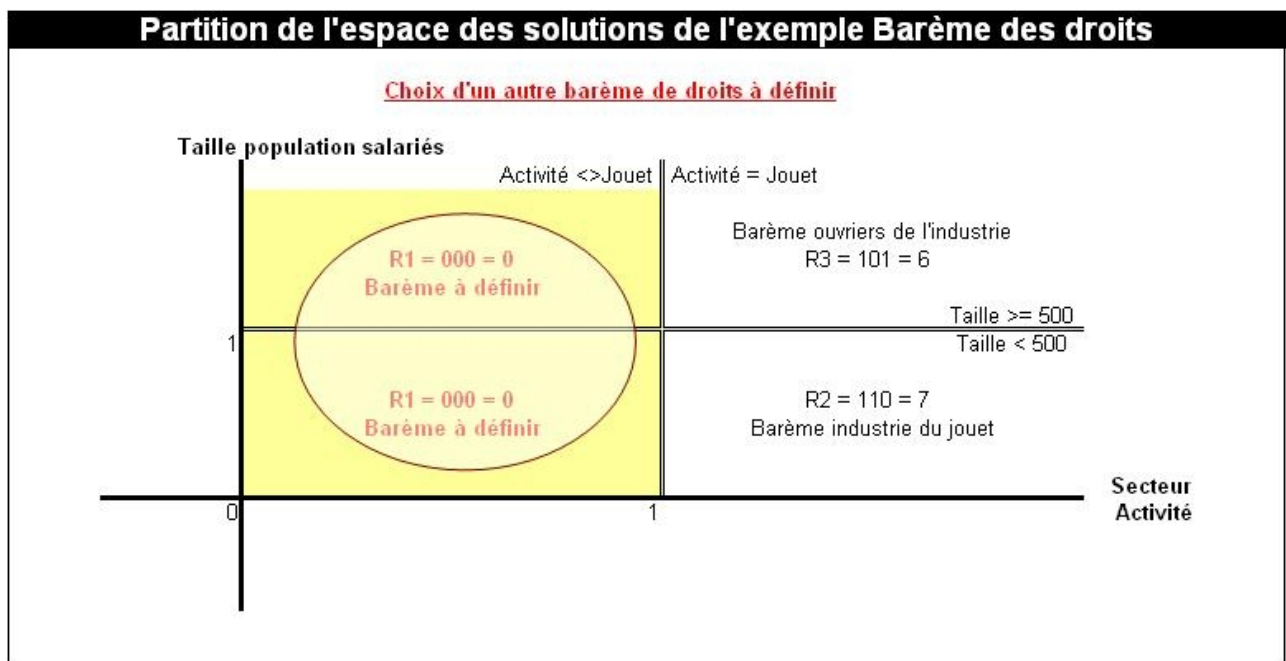 Partition de l'espace des solutions de l'exemple Barème des droits
Choix d'un autre barème de droits à définir
Taille population salariés
Activité <>Jouet
Activité = Jouet
R1 = 000 = 0
Barème à définir
Barème ouvriers de l'industrie
R3 = 101 = 6
Taille >= 500
1
Taille < 500
R1 = 000 = 0
Barème à définir
R2 = 110 = 7
Barème industrie du jouet
0
1
Secteur
Activité